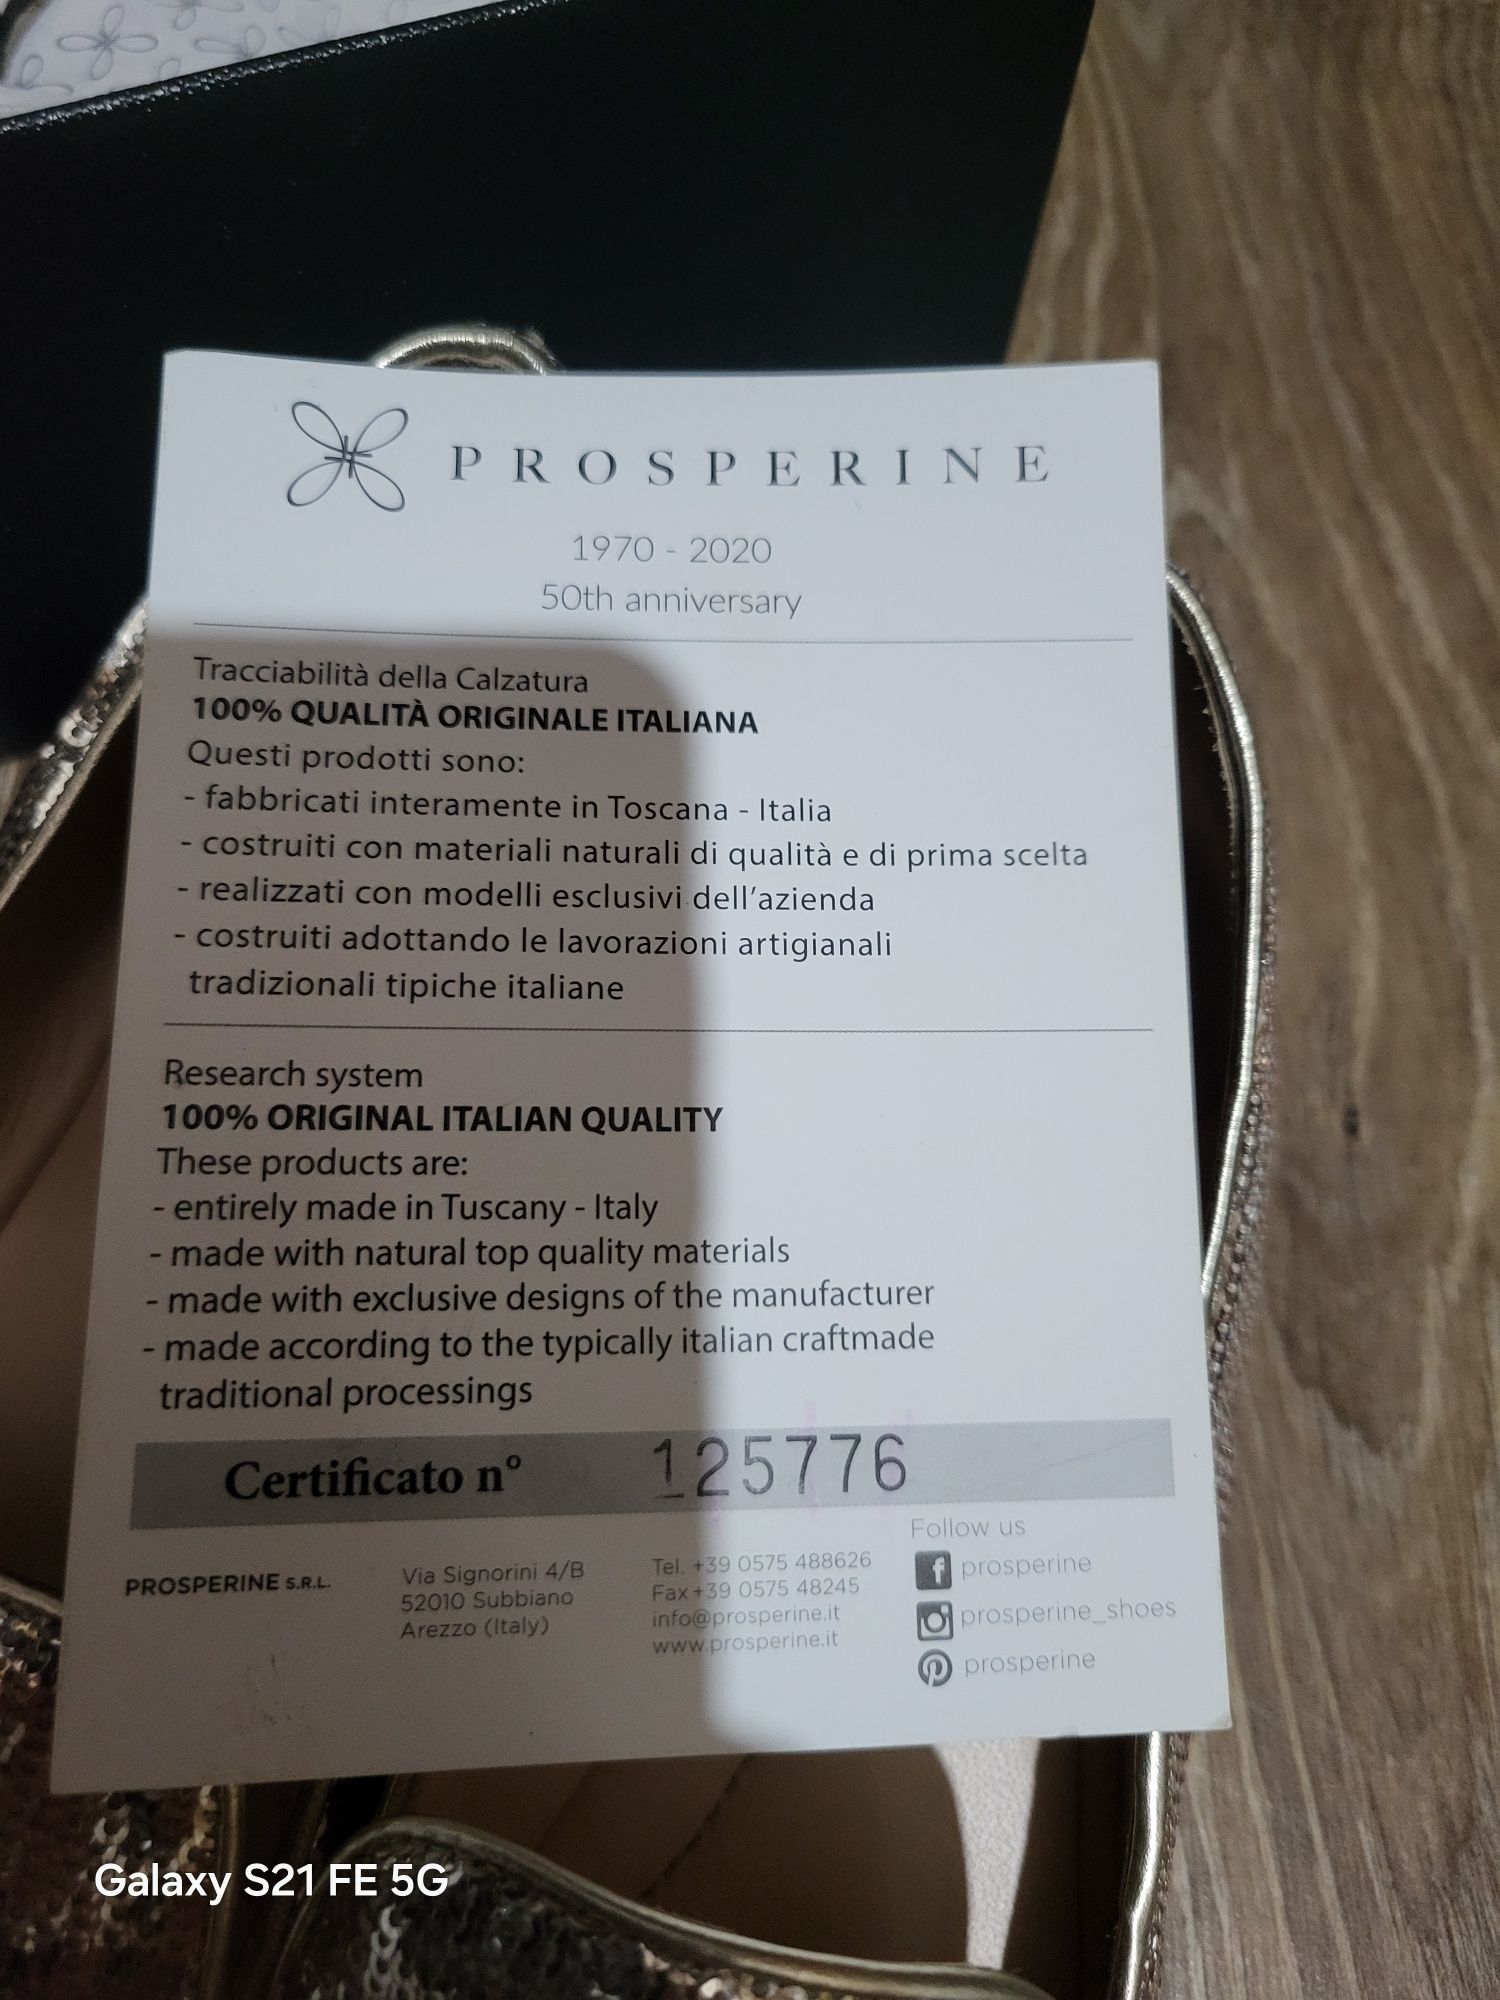 PROSPERINE
1970 - 2020
50th anniversary
Tracciabilità della Calzatura
100% QUALITÀ ORIGINALE ITALIANA
Questi prodotti sono:
- fabbricati interamente in Toscana - Italia
- costruiti con materiali naturali di qualità e di prima scelta
- realizzati con modelli esclusivi dell'azienda
- costruiti adottando le lavorazioni artigianali
tradizionali tipiche italiane
Research system
100% ORIGINAL ITALIAN QUALITY
These products are:
- entirely made in Tuscany - Italy
- made with natural top quality materials
- made with exclusive designs of the manufacturer
- made according to the typically italian craftmade
traditional processings
Certificato n° 125776
PROSPERINE S.R.L.
Via Signorini 4/B
52010 Subbiano
Arezzo (Italy)
Tel. +39 0575 488626
Fax +39 0575 48245
info@prosperine.it
www.prosperine.it
Follow us
prosperine
prosperine_shoes
prosperine
Galaxy S21 FE 5G